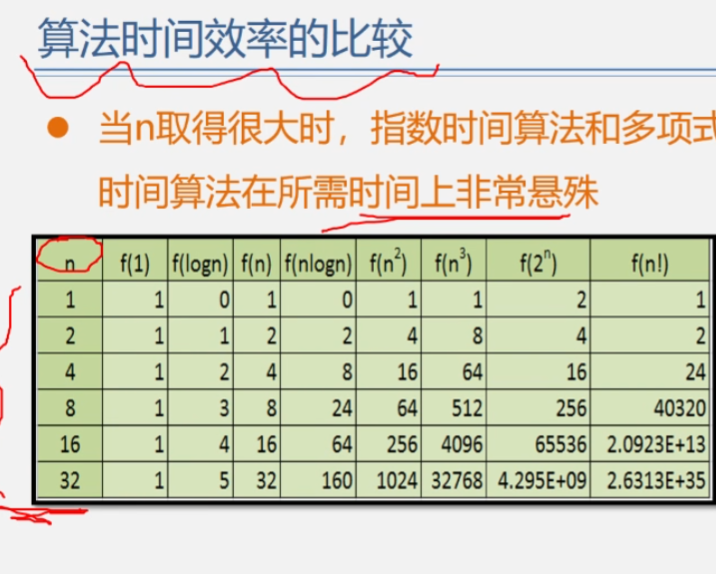 算法时间效率的比较
当n取得很大时，指数时间算法和多项式
时间算法在所需时间上非常悬殊
n f(1) f(logn) f(n) f(nlogn) f(n²) f(n³) f(2ⁿ) f(n!)
1 1 0 1 0 1 1 2 1
2 1 1 2 2 4 8 4 2
4 1 2 4 8 16 64 16 24
8 1 3 8 24 64 512 256 40320
16 1 4 16 64 256 4096 65536 2.0923E+13
32 1 5 32 160 1024 32768 4.295E+09 2.6313E+35